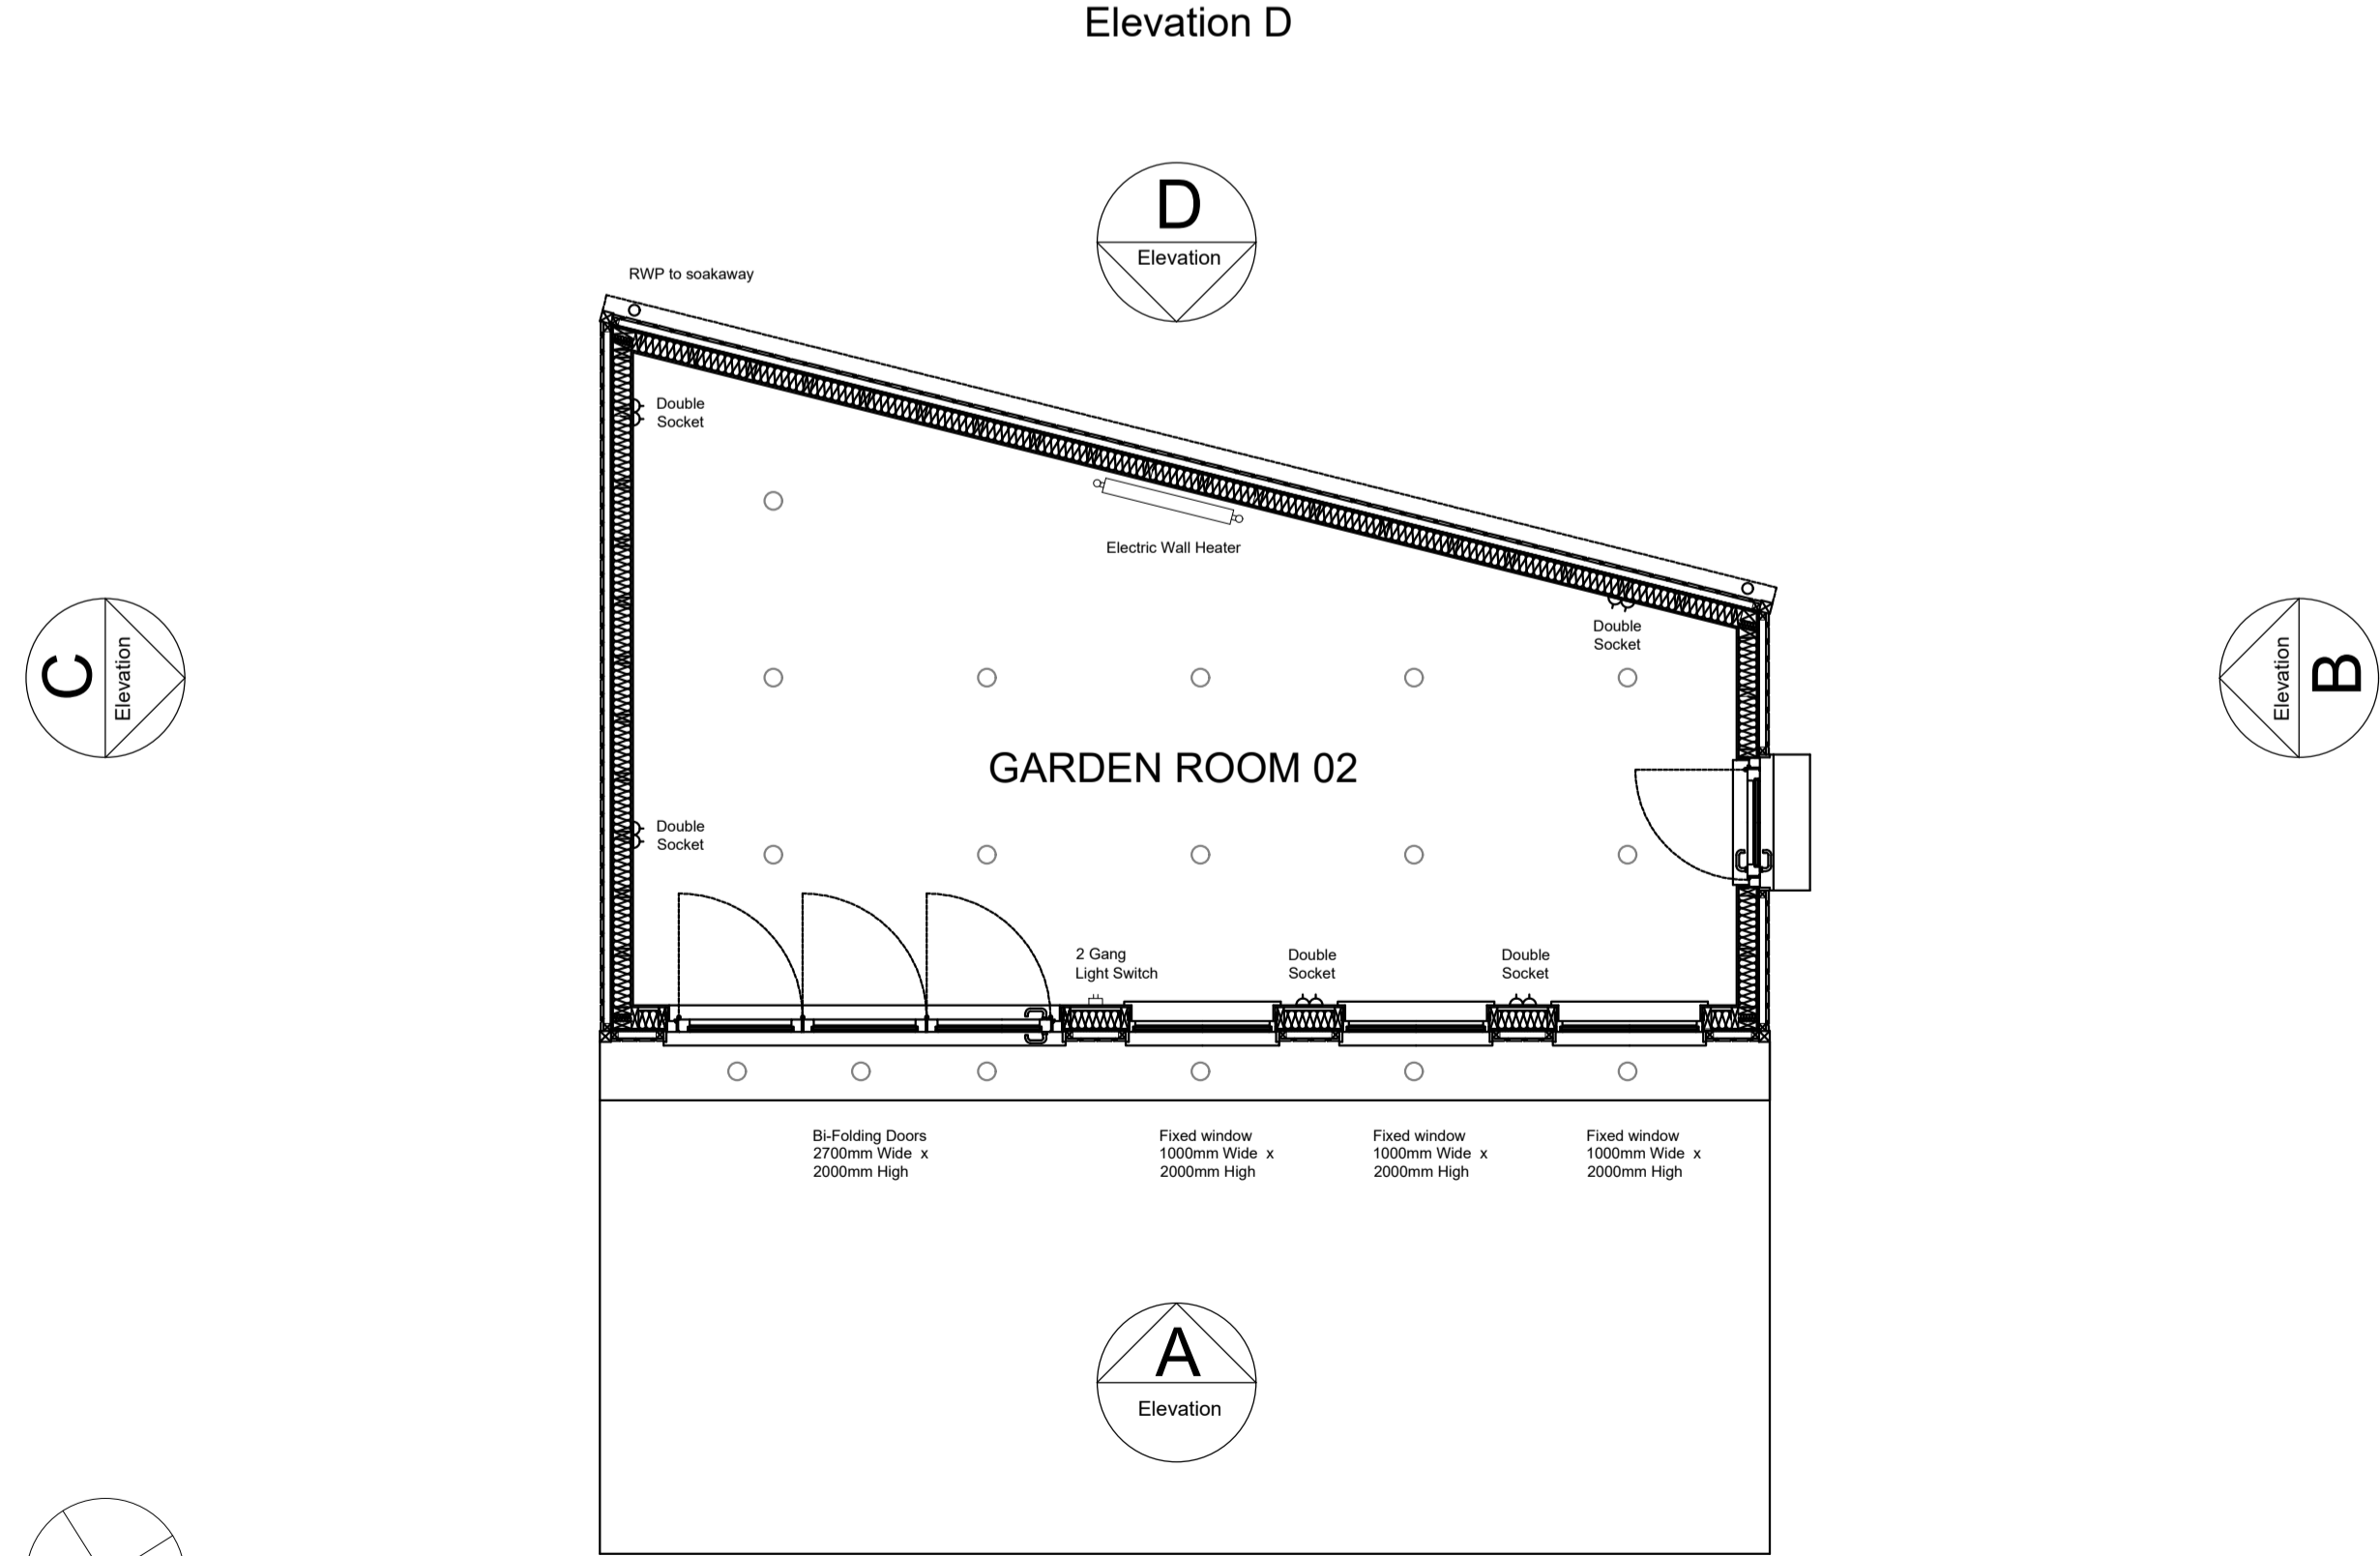 Elevation D
D
Elevation
RWP to soakaway
Double
Socket
Electric Wall Heater
Double
Socket
C
Elevation
Elevation
B
GARDEN ROOM 02
Double
Socket
2 Gang
Light Switch
Double
Socket
Double
Socket
Bi-Folding Doors
2700mm Wide x
2000mm High
Fixed window
1000mm Wide x
2000mm High
Fixed window
1000mm Wide x
2000mm High
Fixed window
1000mm Wide x
2000mm High
A
Elevation